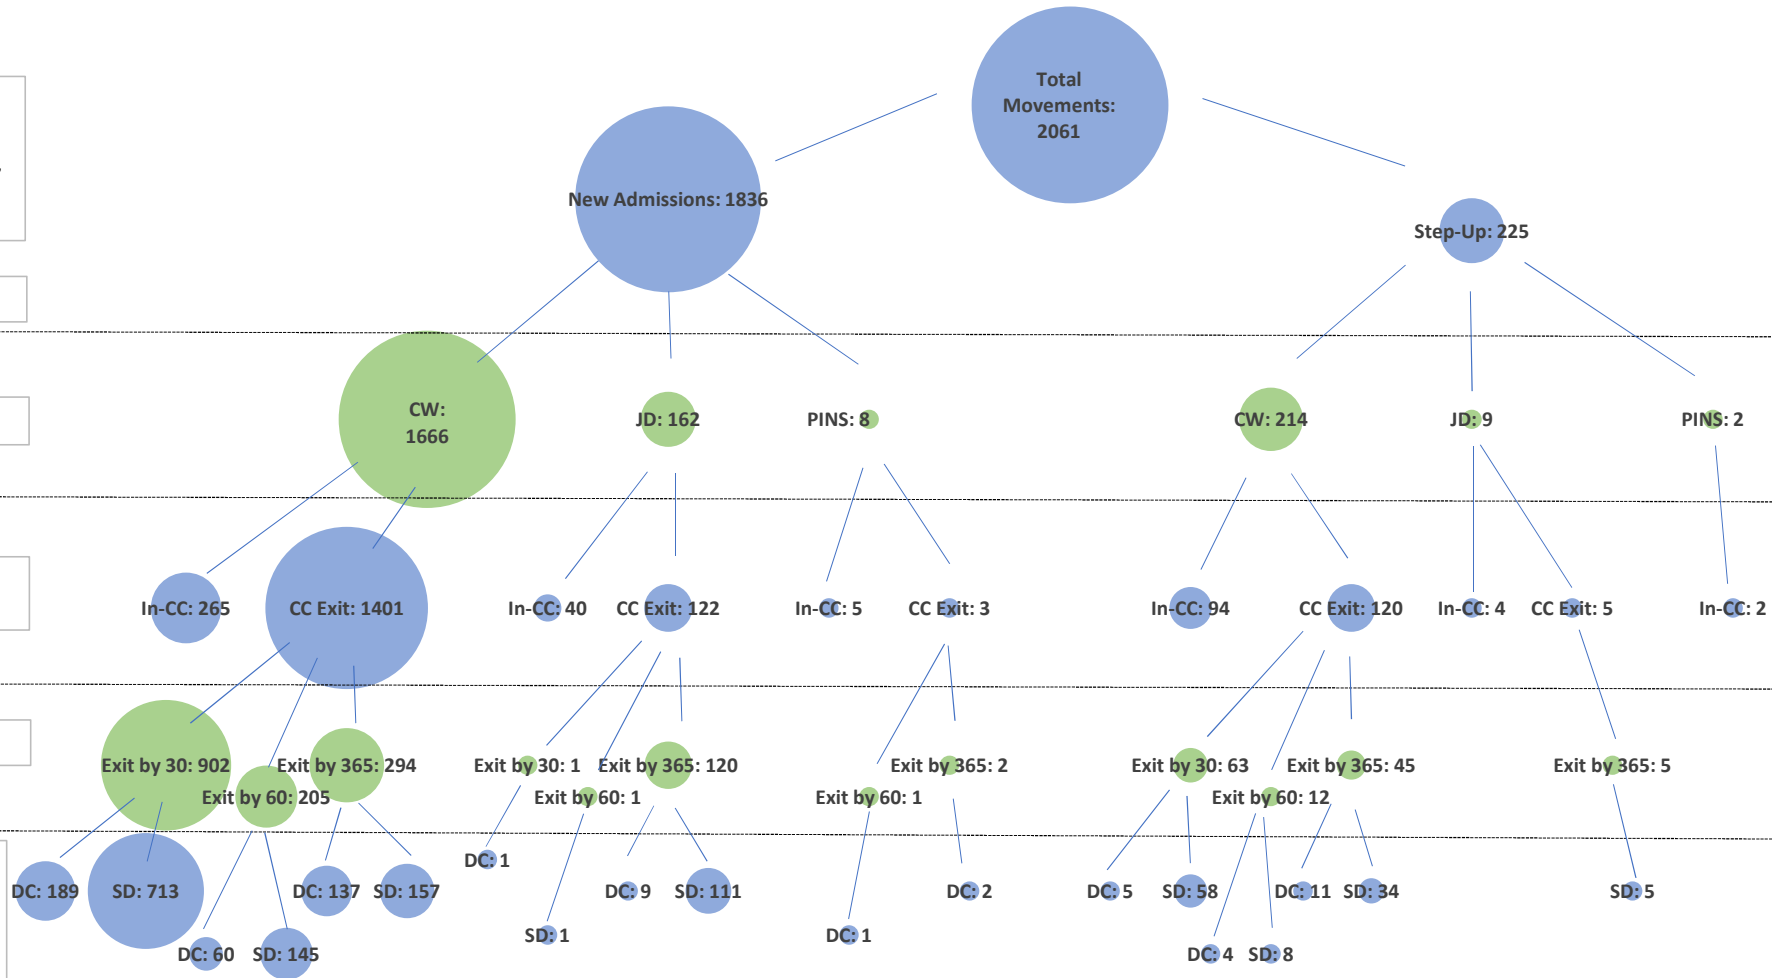 Total
Movements:
2061
New Admissions: 1836
Step-Up: 225
CW:
1666
JD: 162
PINS: 8
CW: 214
JD: 9
PINS: 2
In-CC: 265
CC Exit: 1401
In-CC: 40
CC Exit: 122
In-CC: 5
CC Exit: 3
In-CC: 94
CC Exit: 120
In-CC: 4
CC Exit: 5
In-CC: 2
Exit by 30: 902
Exit by 365: 294
Exit by 30: 1
Exit by 365: 120
Exit by 365: 2
Exit by 30: 63
Exit by 365: 45
Exit by 365: 5
Exit by 60: 205
Exit by 60: 1
Exit by 60: 1
Exit by 60: 12
DC: 1
DC: 189
SD: 713
DC: 137
SD: 157
DC: 9
SD: 111
DC: 2
DC: 5
SD: 58
DC: 11
SD: 34
SD: 5
SD: 1
DC: 1
DC: 60
SD: 145
DC: 4
SD: 8